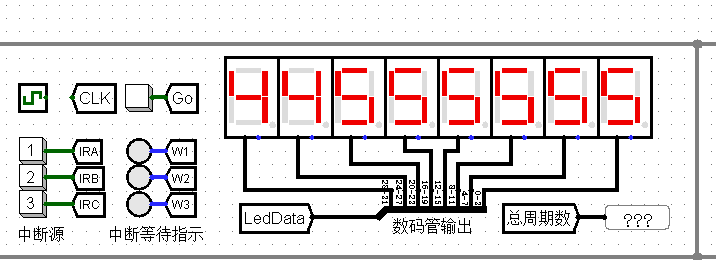 CLK
Go
1
IRA
W1
2
IRB
W2
3
IRC
W3
中断源
中断等待指示
28-31
24-27
20-23
16-19
12-15
8-11
4-7
0-3
LedData
数码管输出
总周期数
???